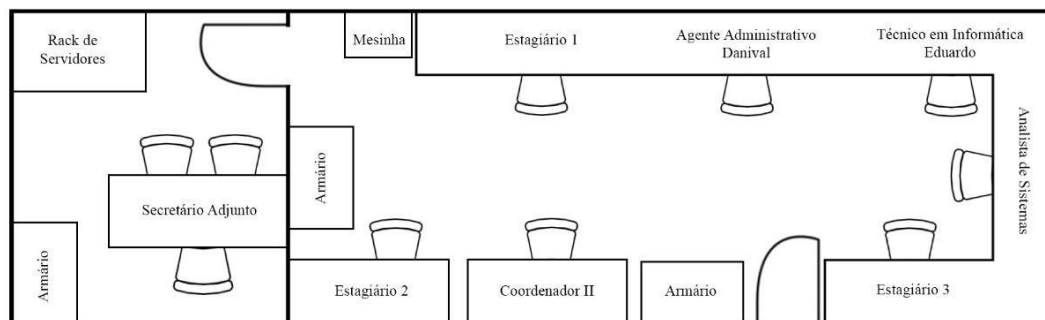 Rack de
Servidores
Mesinha
Estagiário 1
Agente Administrativo
Danival
Técnico em Informática
Eduardo
Analista de Sistemas
Armário
Secretário Adjunto
Armário
Estagiário 2
Coordenador II
Armário
Estagiário 3